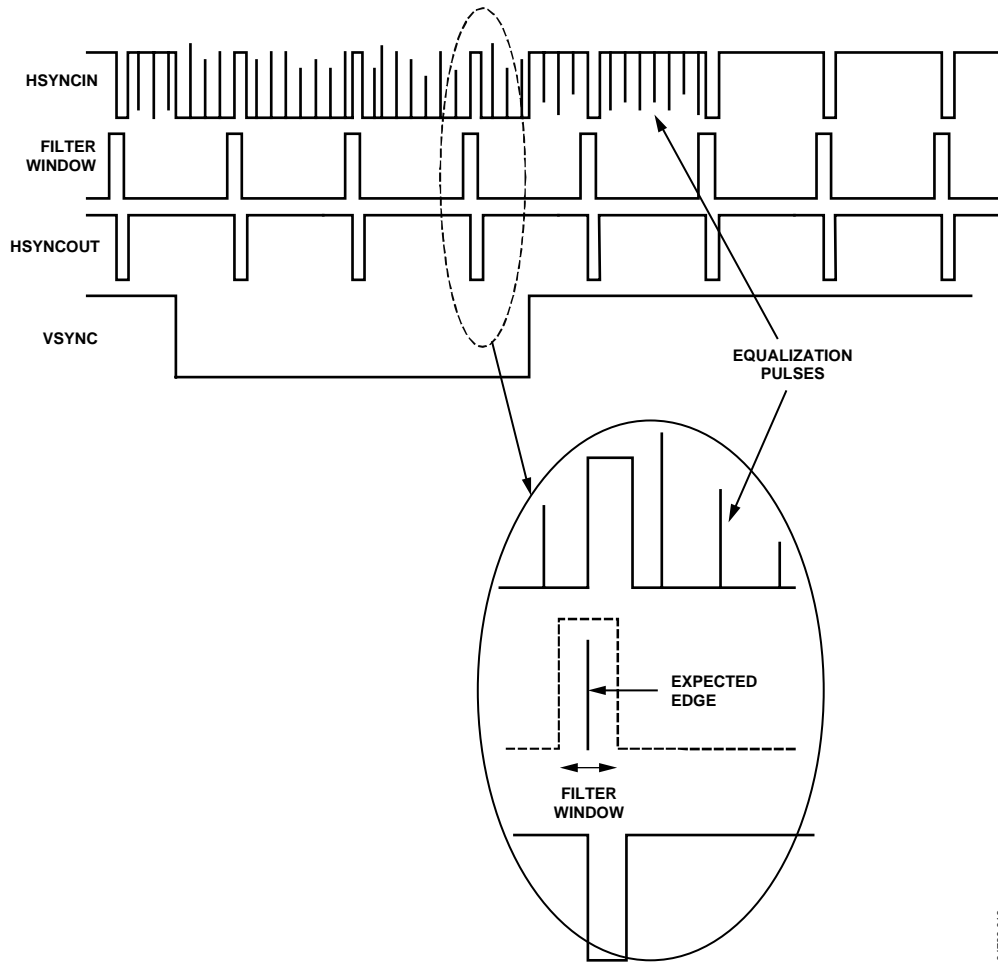 HSYNCIN
FILTER
WINDOW
HSYNCOUT
VSYNC
EQUALIZATION
PULSES
EXPECTED
EDGE
FILTER
WINDOW